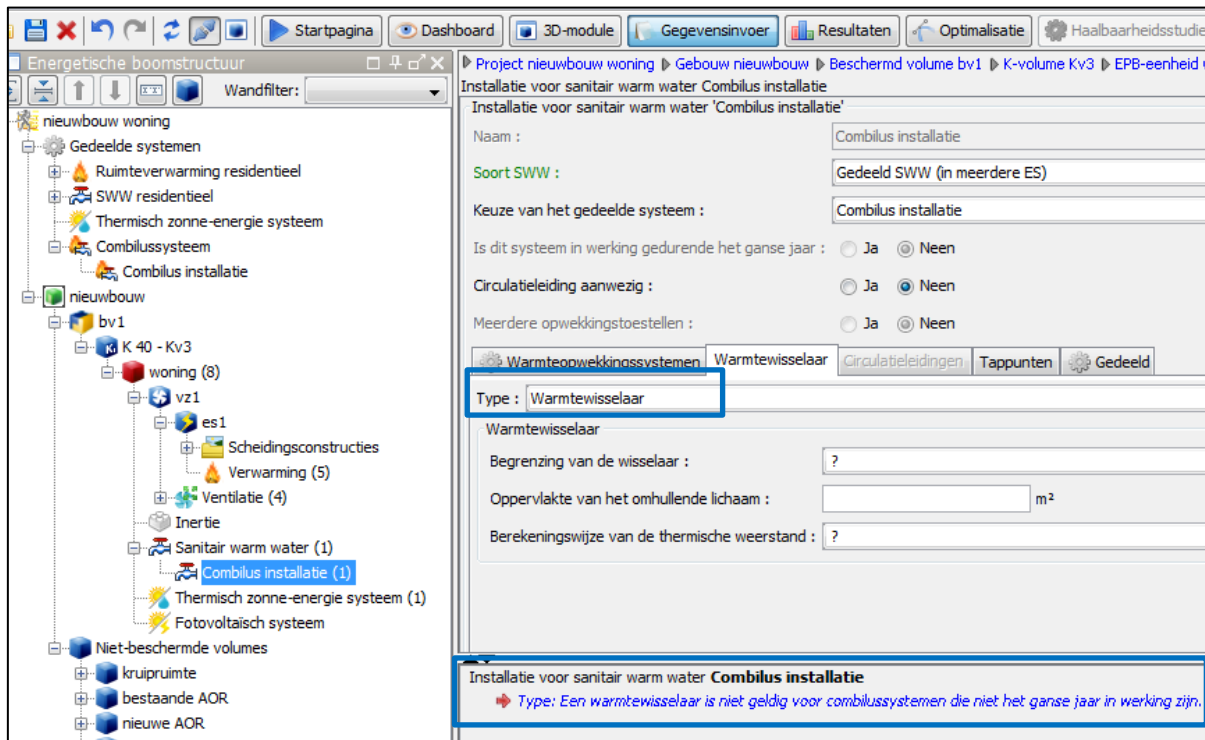 Startpagina Dashboard 3D-module Gegevensinvoer Resultaten Optimalisatie Haalbaarheidsstudie
Energetische boomstructuur
Wandfilter:
nieuwbouw woning
Gedeelde systemen
Ruimteverwarming residentieel
SWW residentieel
Thermisch zonne-energie systeem
Combilussysteem
Combilus installatie
nieuwbouw
bv1
K 40 - Kv3
woning (8)
vz1
es1
Scheidingsconstructies
Verwarming (5)
Ventilatie (4)
Inertie
Sanitair warm water (1)
Combilus installatie (1)
Thermisch zonne-energie systeem (1)
Fotovoltaïsch systeem
Niet-beschermde volumes
kruipruimte
bestaande AOR
nieuwe AOR
Project nieuwbouw woning Gebouw nieuwbouw Beschermd volume bv1 K-volume Kv3 EPB-eenheid
Installatie voor sanitair warm water Combilus installatie
Installatie voor sanitair warm water 'Combilus installatie'
Naam : Combilus installatie
Soort SWW : Gedeeld SWW (in meerdere ES)
Keuze van het gedeelde systeem : Combilus installatie
Is dit systeem in werking gedurende het ganse jaar : Ja Neen
Circulatieleiding aanwezig : Ja Neen
Meerdere opwekkingstoestellen : Ja Neen
Warmteopwekkingssystemen Warmtewisselaar Circulatieleidingen Tappunten Gedeeld
Type : Warmtewisselaar
Warmtewisselaar
Begrenzing van de wisselaar : ?
Oppervlakte van het omhullende lichaam : m²
Berekeningswijze van de thermische weerstand : ?
Installatie voor sanitair warm water Combilus installatie
Type: Een warmtewisselaar is niet geldig voor combilussystemen die niet het ganse jaar in werking zijn.